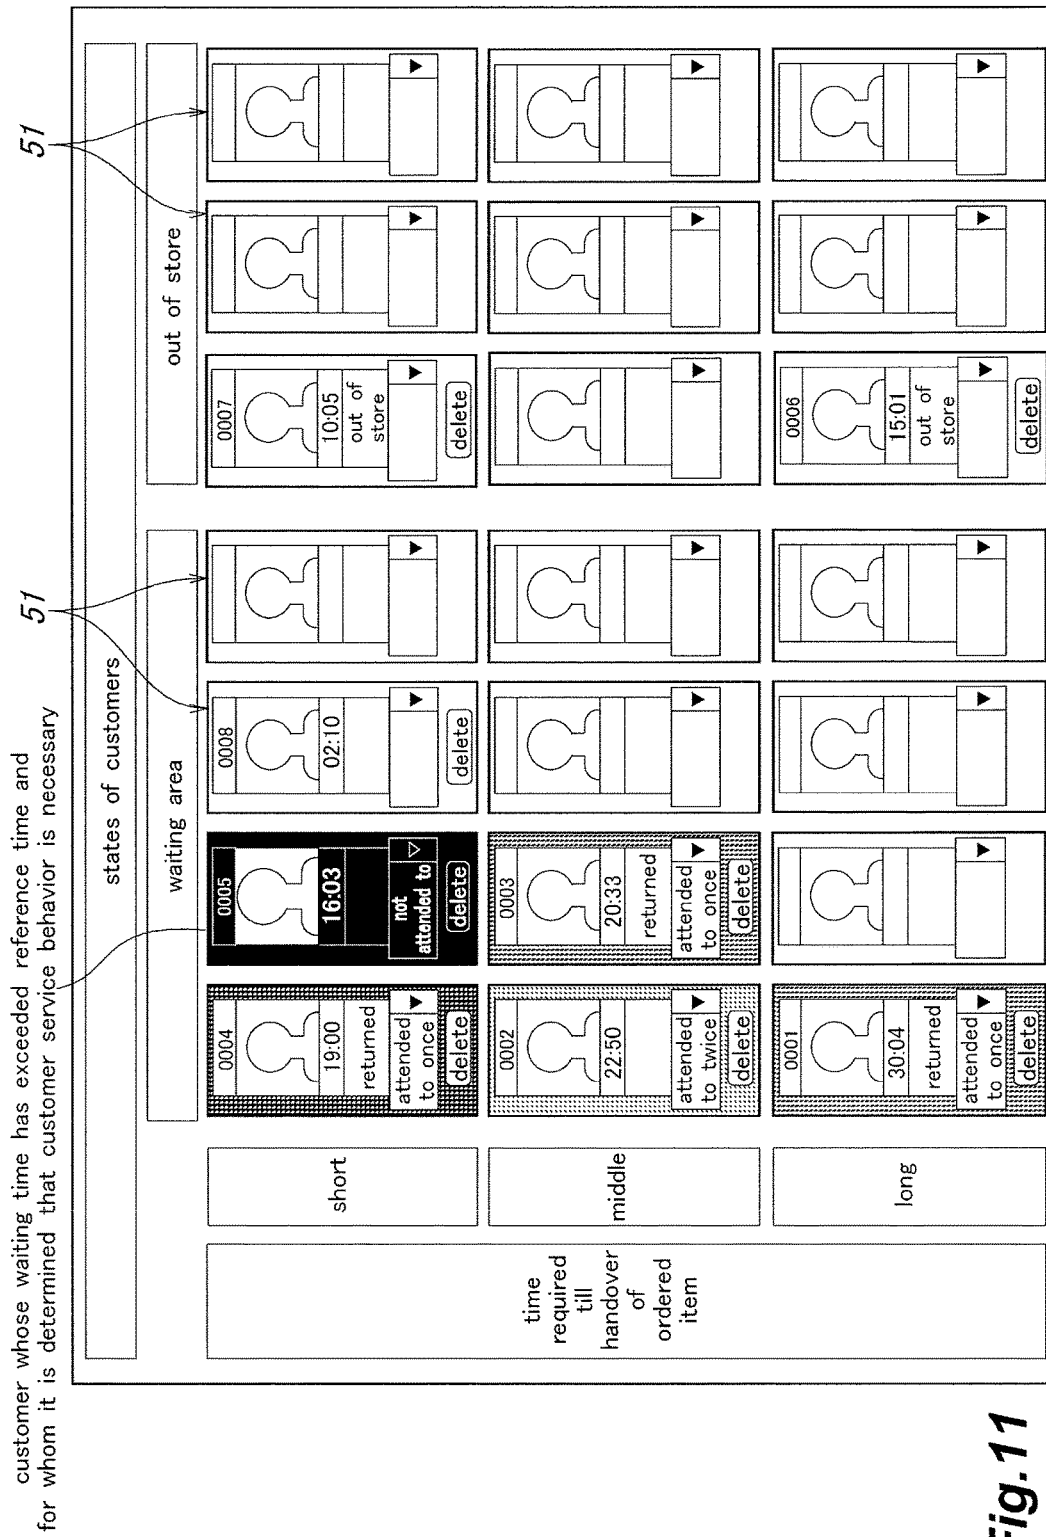 customer whose waiting time has exceeded reference time and
for whom it is determined that customer service behavior is necessary
51
51
states of customers
waiting area
out of store
time
required
till
handover
of
ordered
item
short
0004
19:00
returned
attended
to once
delete
0005
16:03
not
attended to
delete
0008
02:10
delete
0007
10:05
out of
store
delete
middle
0002
22:50
attended
to twice
delete
0003
20:33
returned
attended
to once
delete
long
0001
30:04
returned
attended
to once
delete
0006
15:01
out of
store
delete
Fig.11